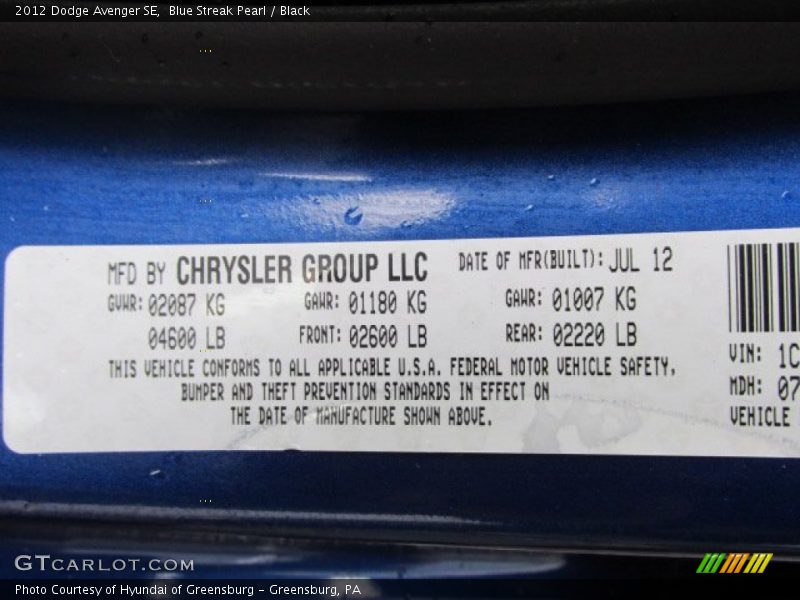 2012 Dodge Avenger SE, Blue Streak Pearl / Black
MFD BY CHRYSLER GROUP LLC DATE OF MFR(BUILT): JUL 12
GVWR: 02087 KG GAWR: 01180 KG GAWR: 01007 KG
04600 LB FRONT: 02600 LB REAR: 02220 LB
THIS VEHICLE CONFORMS TO ALL APPLICABLE U.S.A. FEDERAL MOTOR VEHICLE SAFETY,
BUMPER AND THEFT PREVENTION STANDARDS IN EFFECT ON
THE DATE OF MANUFACTURE SHOWN ABOVE.
VIN: 1C
MDH: 07
VEHICLE
GTCARLOT.COM
Photo Courtesy of Hyundai of Greensburg - Greensburg, PA